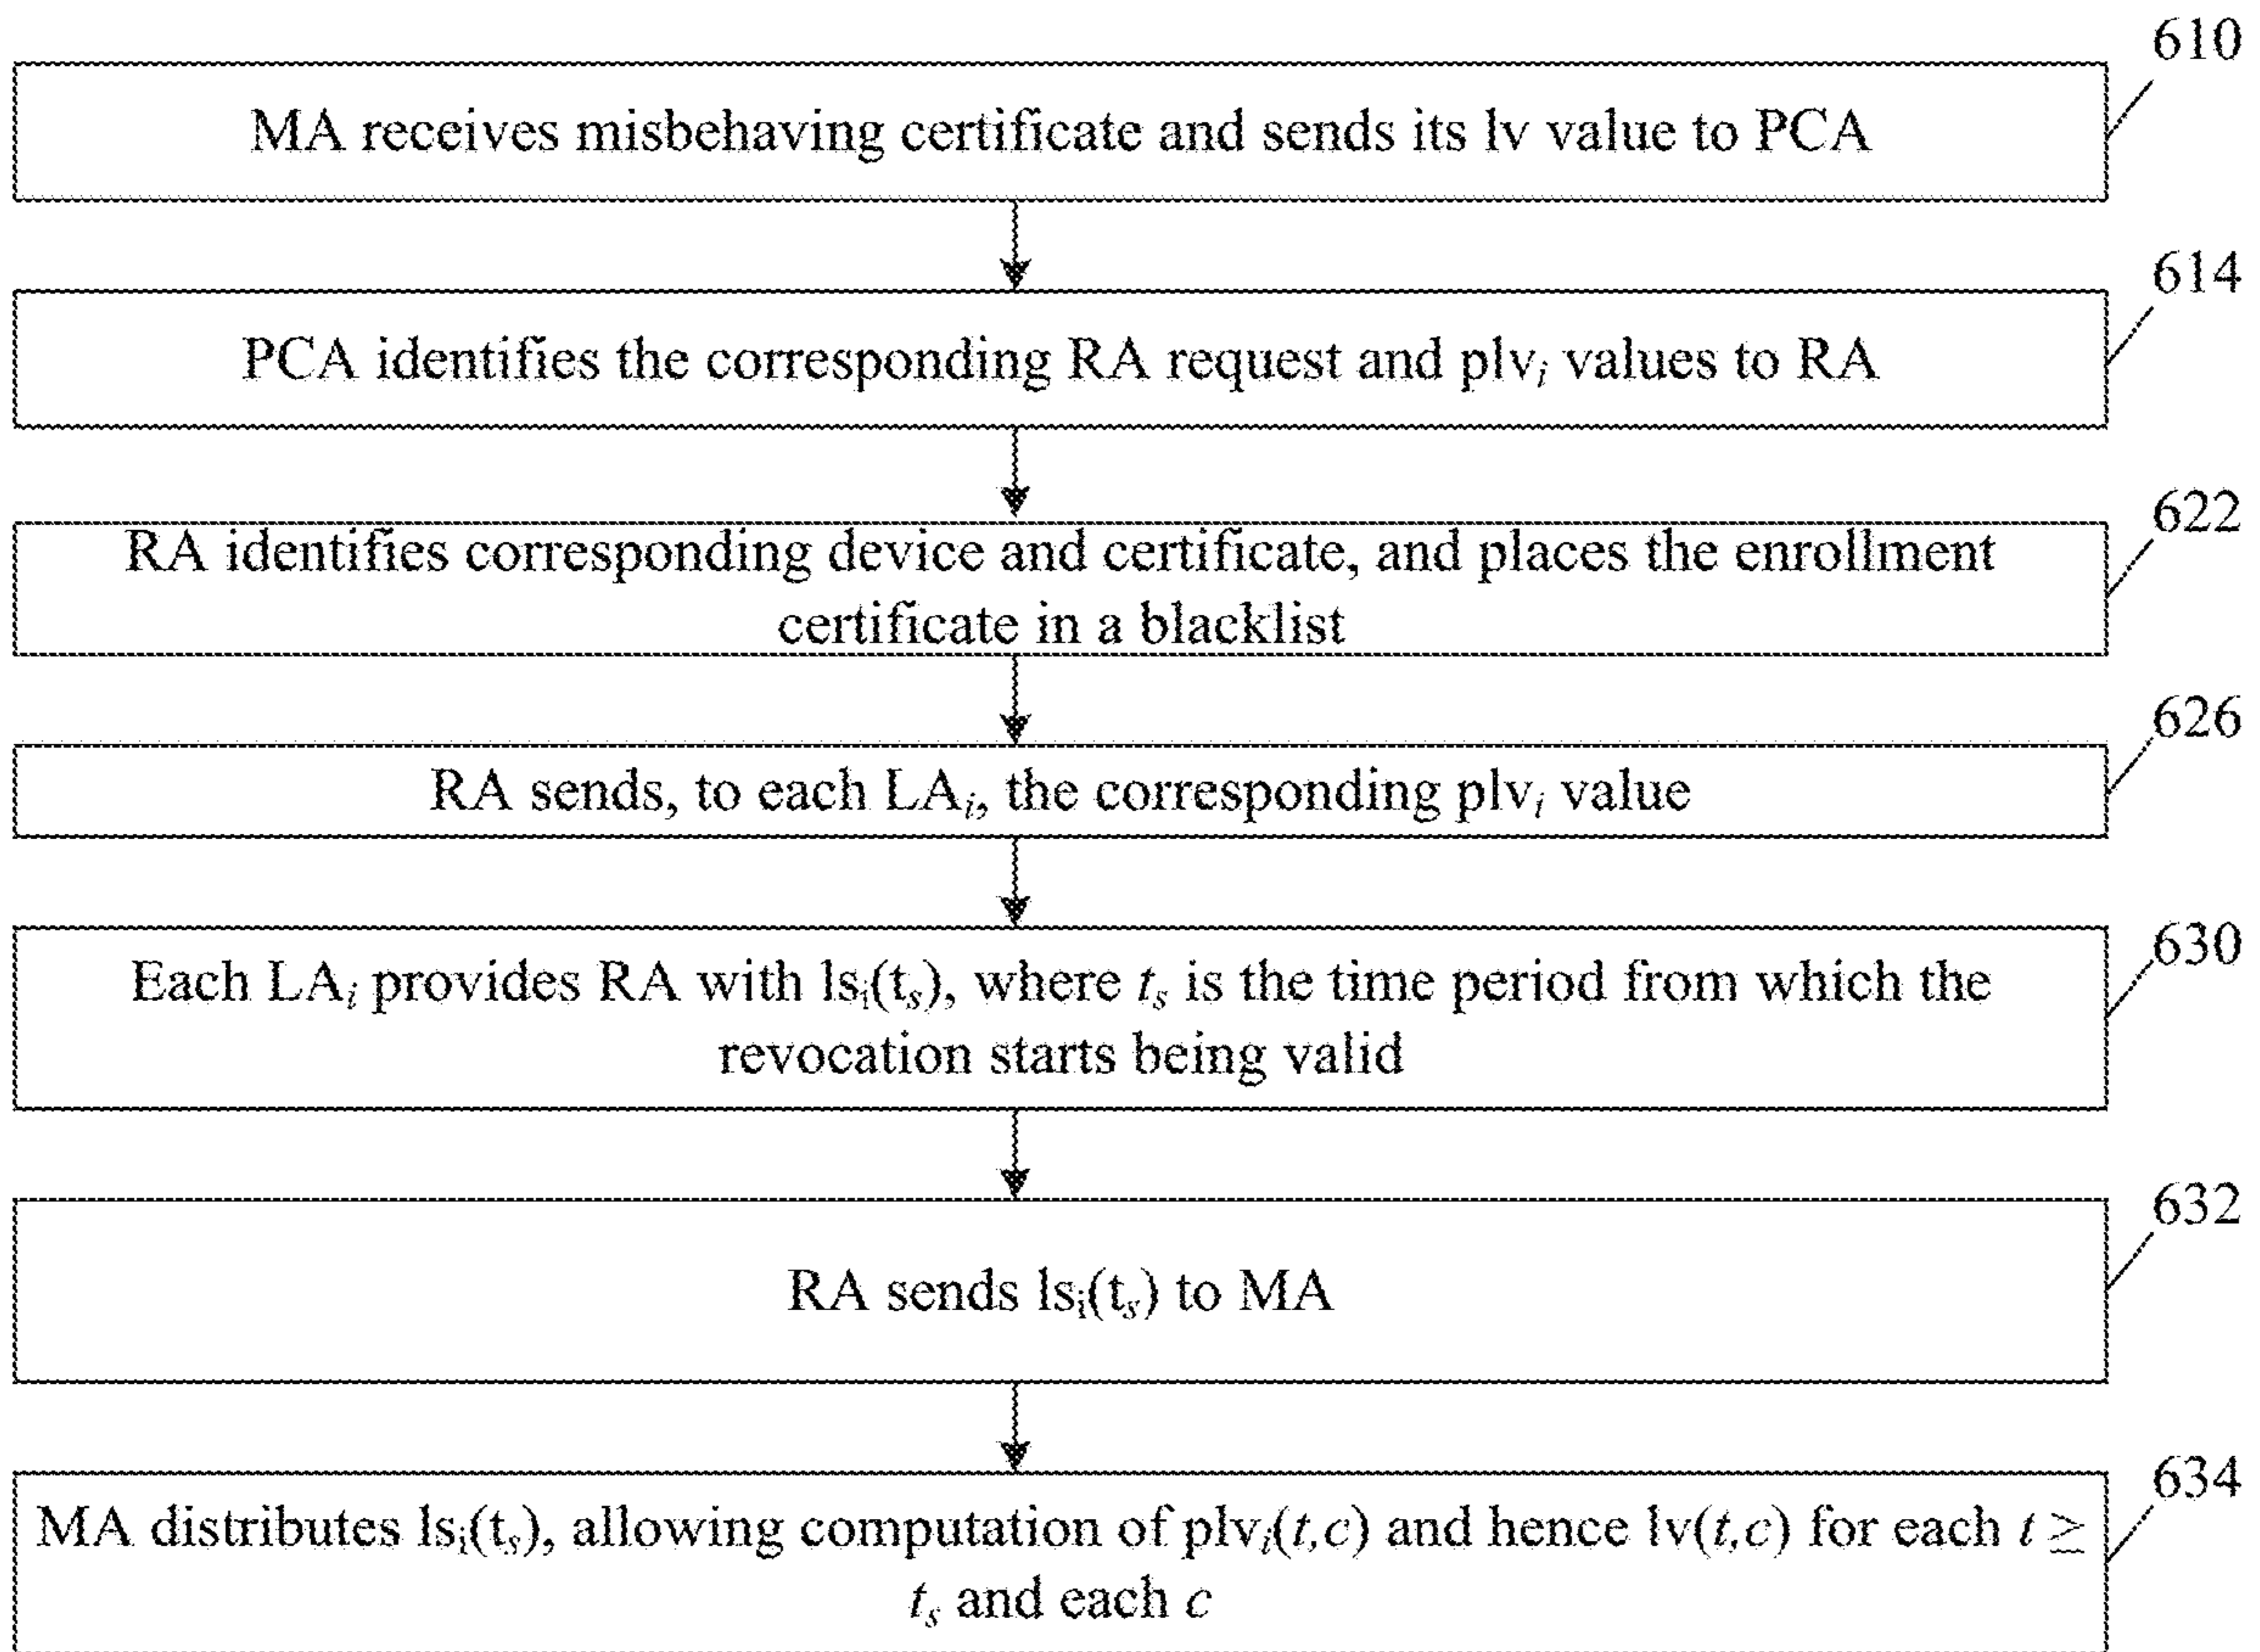 610
MA receives misbehaving certificate and sends its lv value to PCA
614
PCA identifies the corresponding RA request and plvᵢ values to RA
622
RA identifies corresponding device and certificate, and places the enrollment
certificate in a blacklist
626
RA sends, to each LAᵢ, the corresponding plvᵢ value
630
Each LAᵢ provides RA with lsᵢ(tₛ), where tₛ is the time period from which the
revocation starts being valid
632
RA sends lsᵢ(tₛ) to MA
634
MA distributes lsᵢ(tₛ), allowing computation of plvᵢ(t,c) and hence lv(t,c) for each t ≥
tₛ and each c